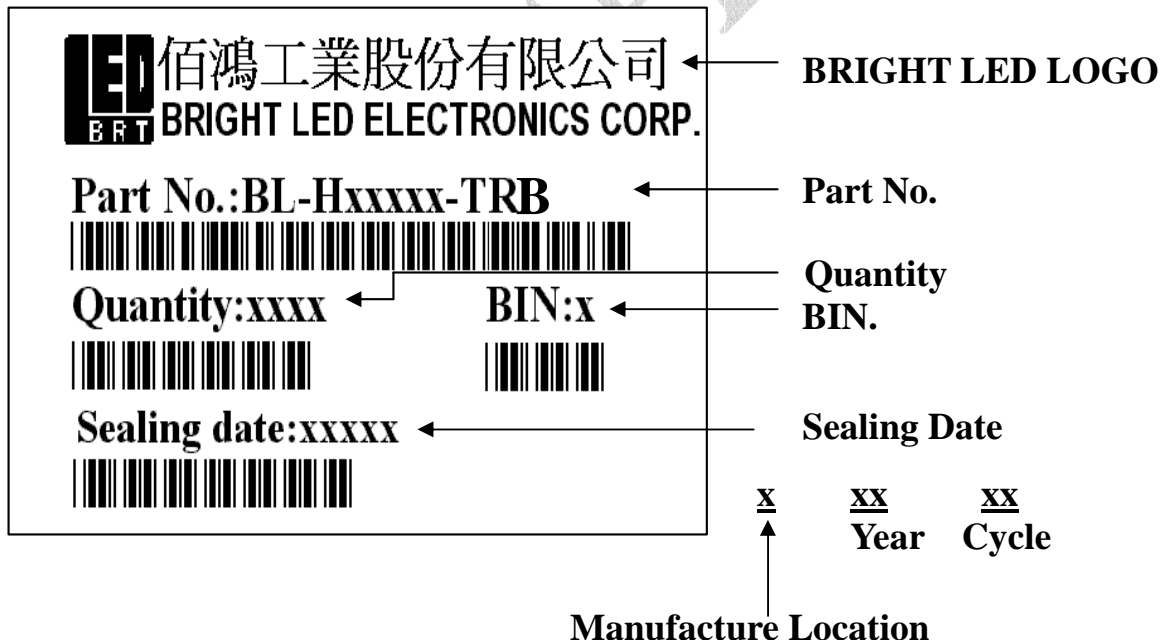 LED 佰鴻工業股份有限公司 BRIGHT LED LOGO
BRT BRIGHT LED ELECTRONICS CORP.
Part No.:BL-Hxxxxx-TRB Part No.
Quantity
Quantity:xxxx BIN:x BIN.
Sealing date:xxxxx Sealing Date
x xx xx
Year Cycle
Manufacture Location